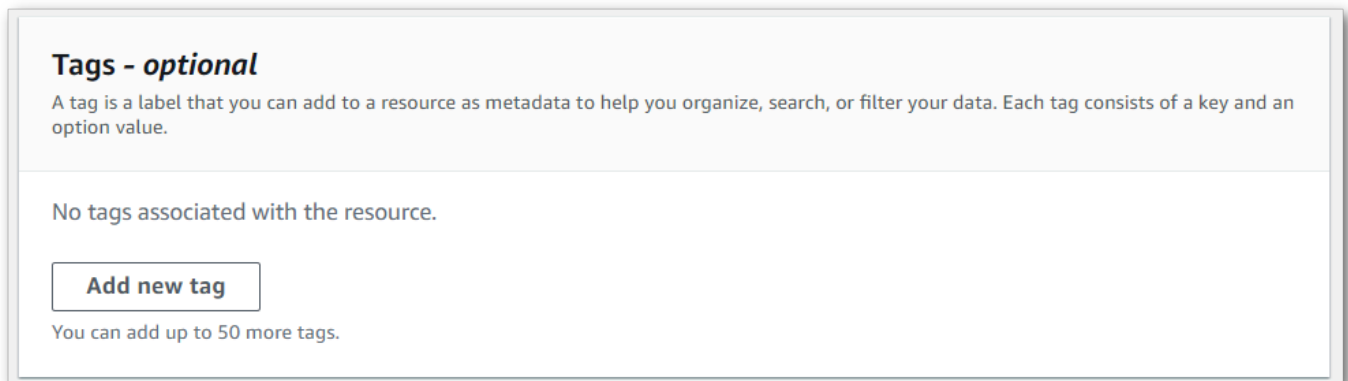 Tags - optional
A tag is a label that you can add to a resource as metadata to help you organize, search, or filter your data. Each tag consists of a key and an
option value.
No tags associated with the resource.
Add new tag
You can add up to 50 more tags.